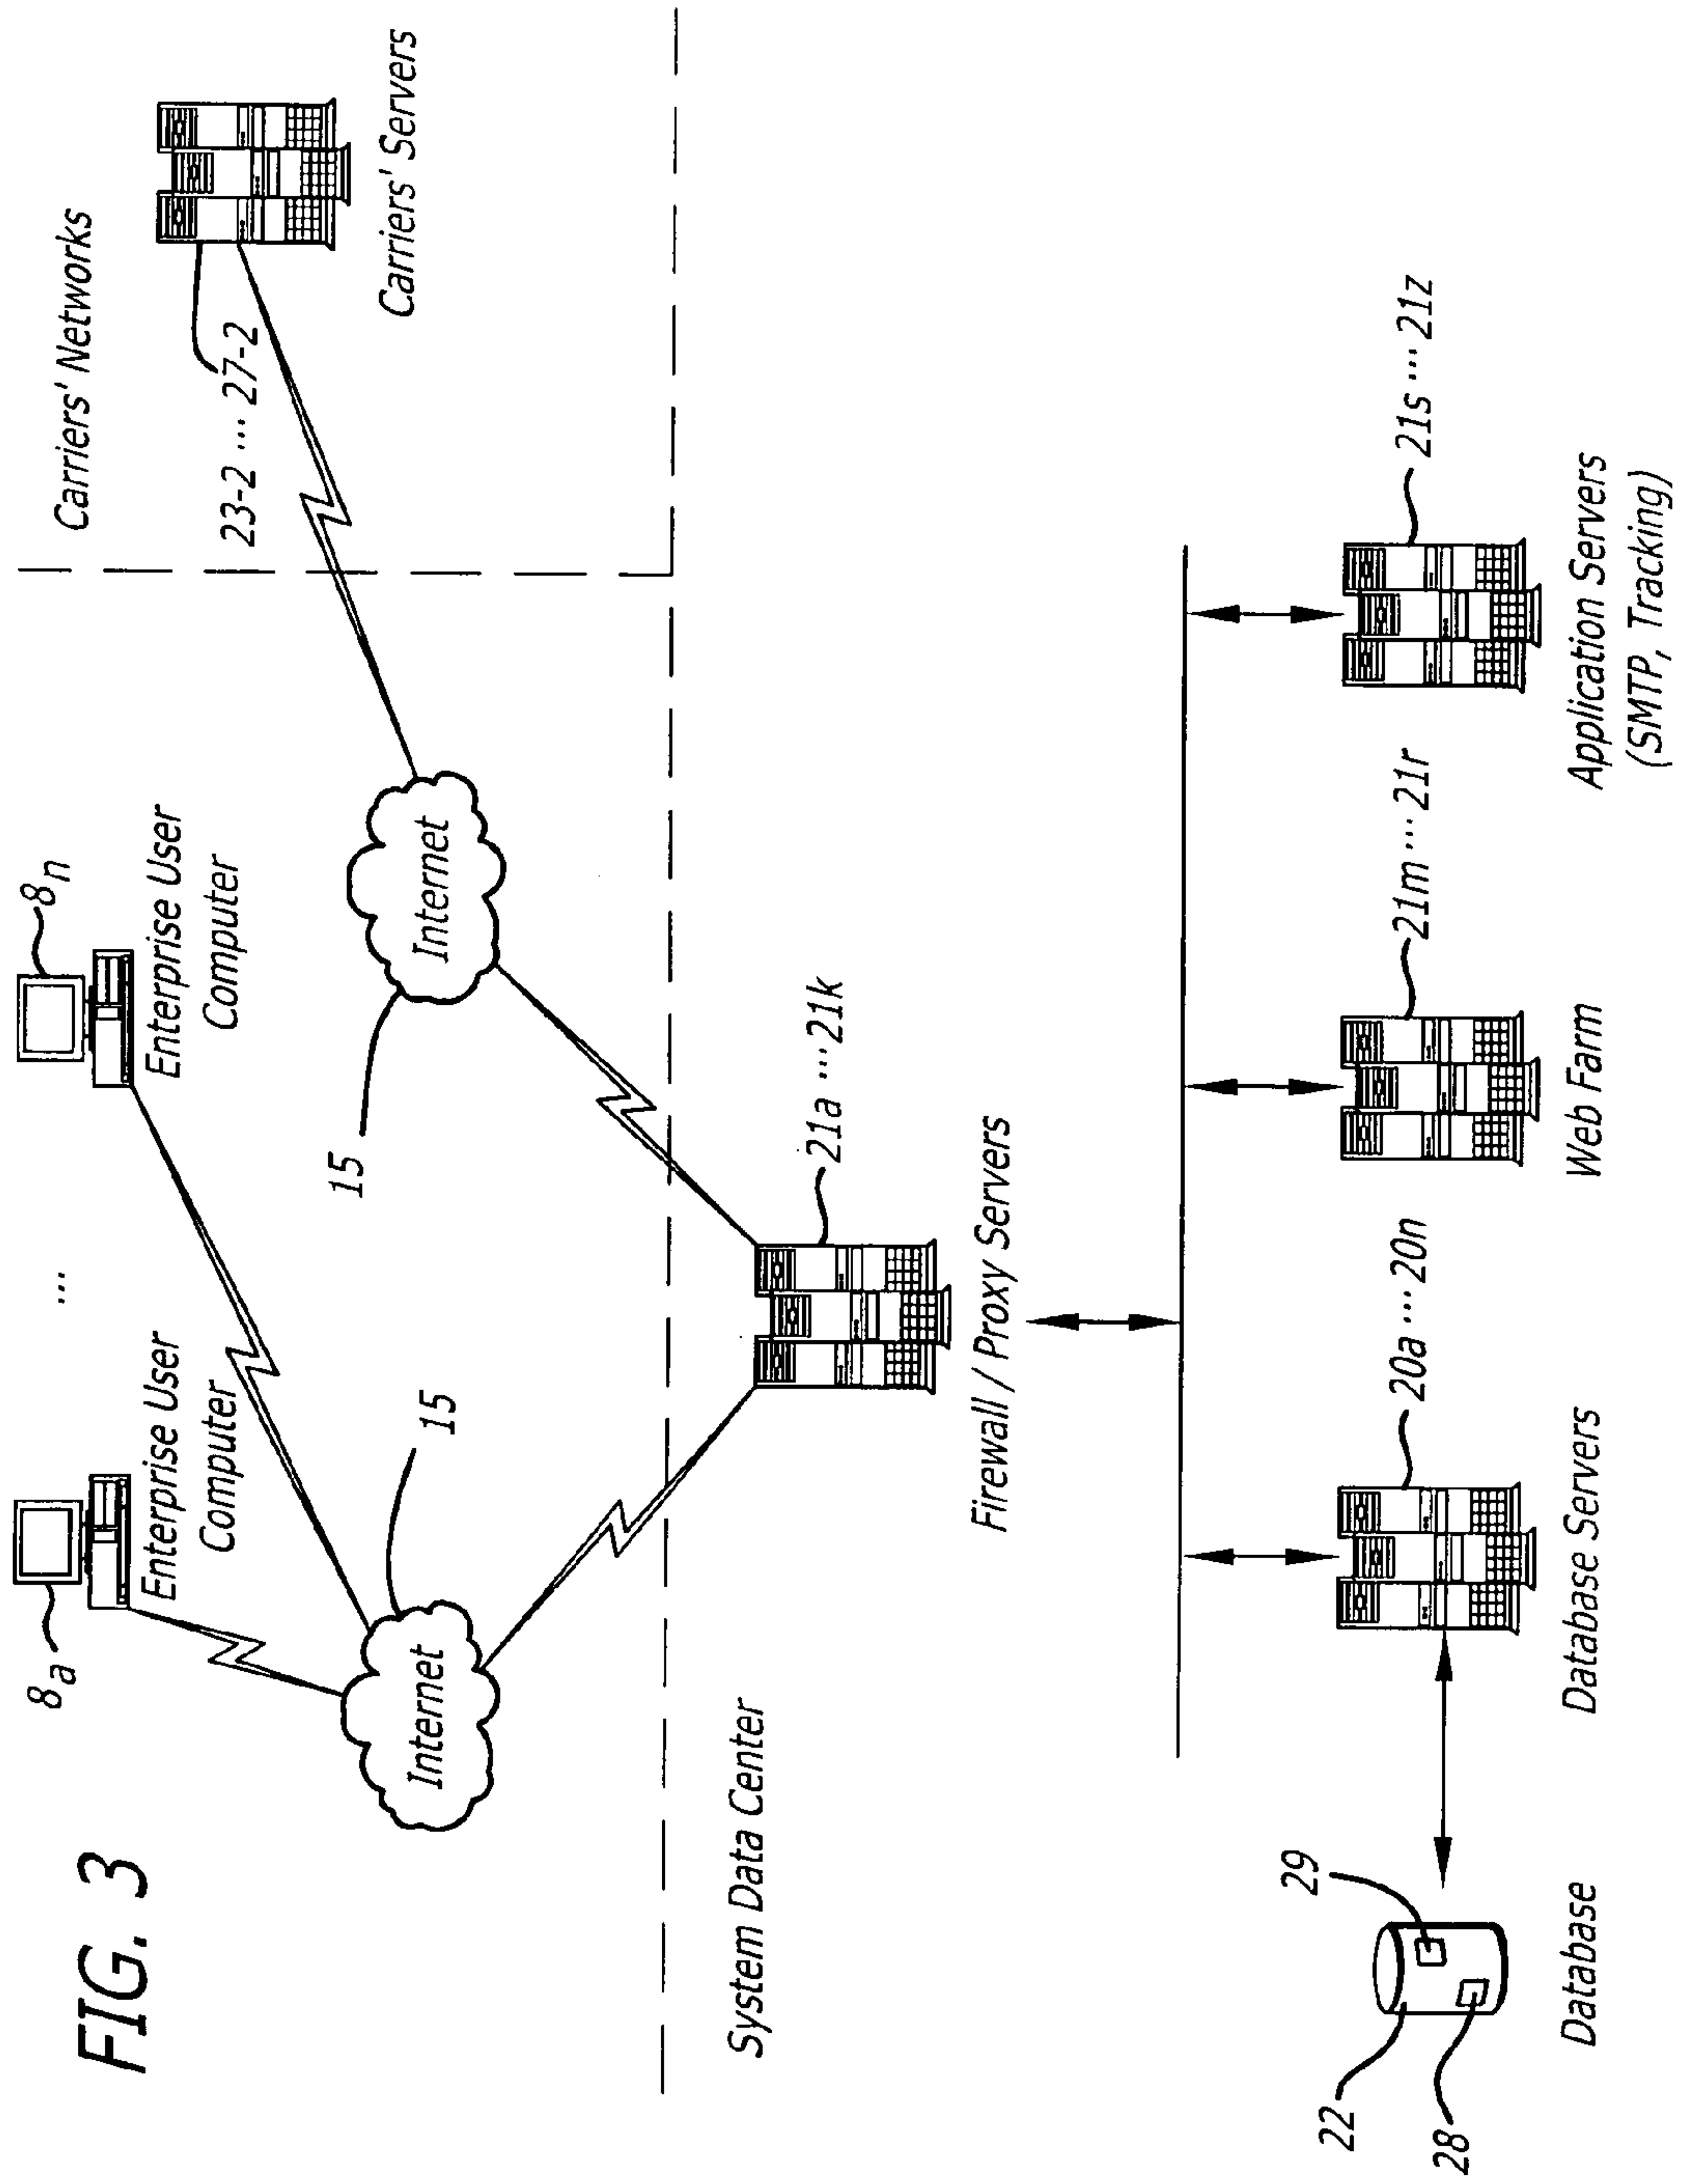 FIG. 3
8a
Enterprise User
Computer
...
8n
Enterprise User
Computer
Carriers' Networks
23-2 ... 27-2
Carriers' Servers
Internet
15
15
Internet
System Data Center
21a ... 21k
Firewall / Proxy Servers
22
28
29
Database
20a ... 20n
Database Servers
21m ... 21r
Web Farm
21s ... 21z
Application Servers
(SMTP, Tracking)